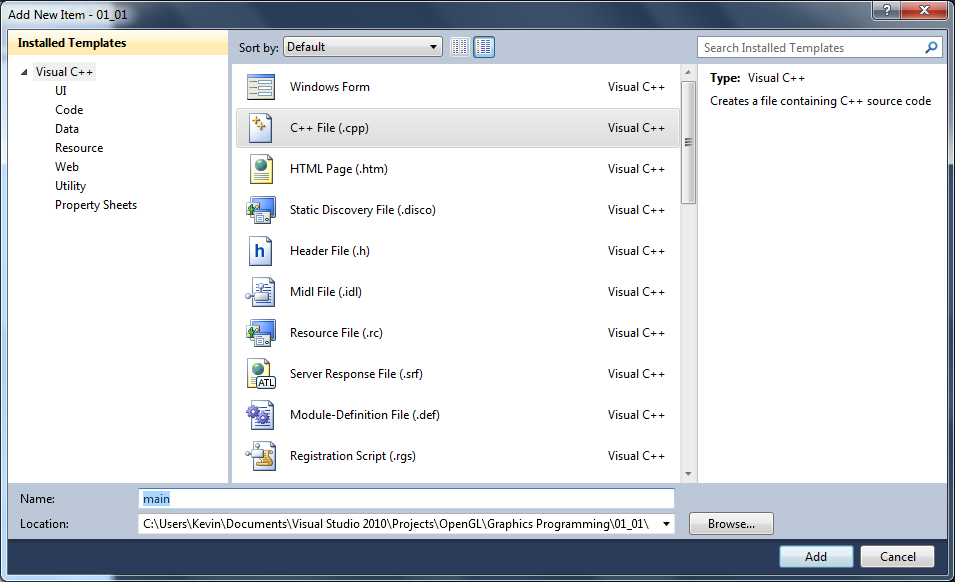 Add New Item - 01_01
?
Installed Templates
Sort by: Default
Search Installed Templates
Visual C++
UI
Code
Data
Resource
Web
Utility
Property Sheets
Windows Form Visual C++
C++ File (.cpp) Visual C++
HTML Page (.htm) Visual C++
Static Discovery File (.disco) Visual C++
h
Header File (.h) Visual C++
Midl File (.idl) Visual C++
Resource File (.rc) Visual C++
ATL
Server Response File (.srf) Visual C++
Module-Definition File (.def) Visual C++
Registration Script (.rgs) Visual C++
Type: Visual C++
Creates a file containing C++ source code
Name: main
Location: C:\Users\Kevin\Documents\Visual Studio 2010\Projects\OpenGL\Graphics Programming\01_01\
Browse...
Add Cancel